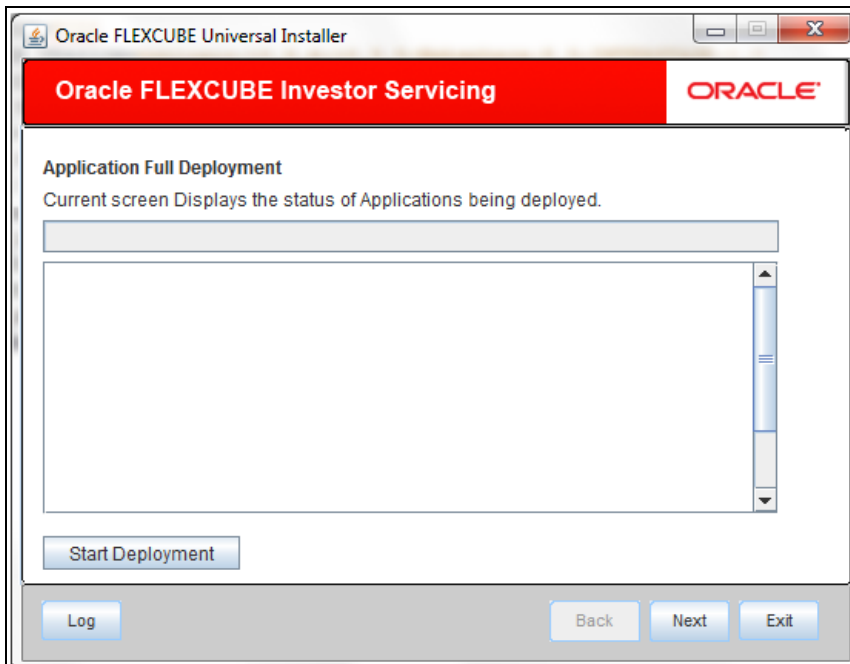 Oracle FLEXCUBE Universal Installer
Oracle FLEXCUBE Investor Servicing
ORACLE
Application Full Deployment
Current screen Displays the status of Applications being deployed.
Start Deployment
Log Back Next Exit